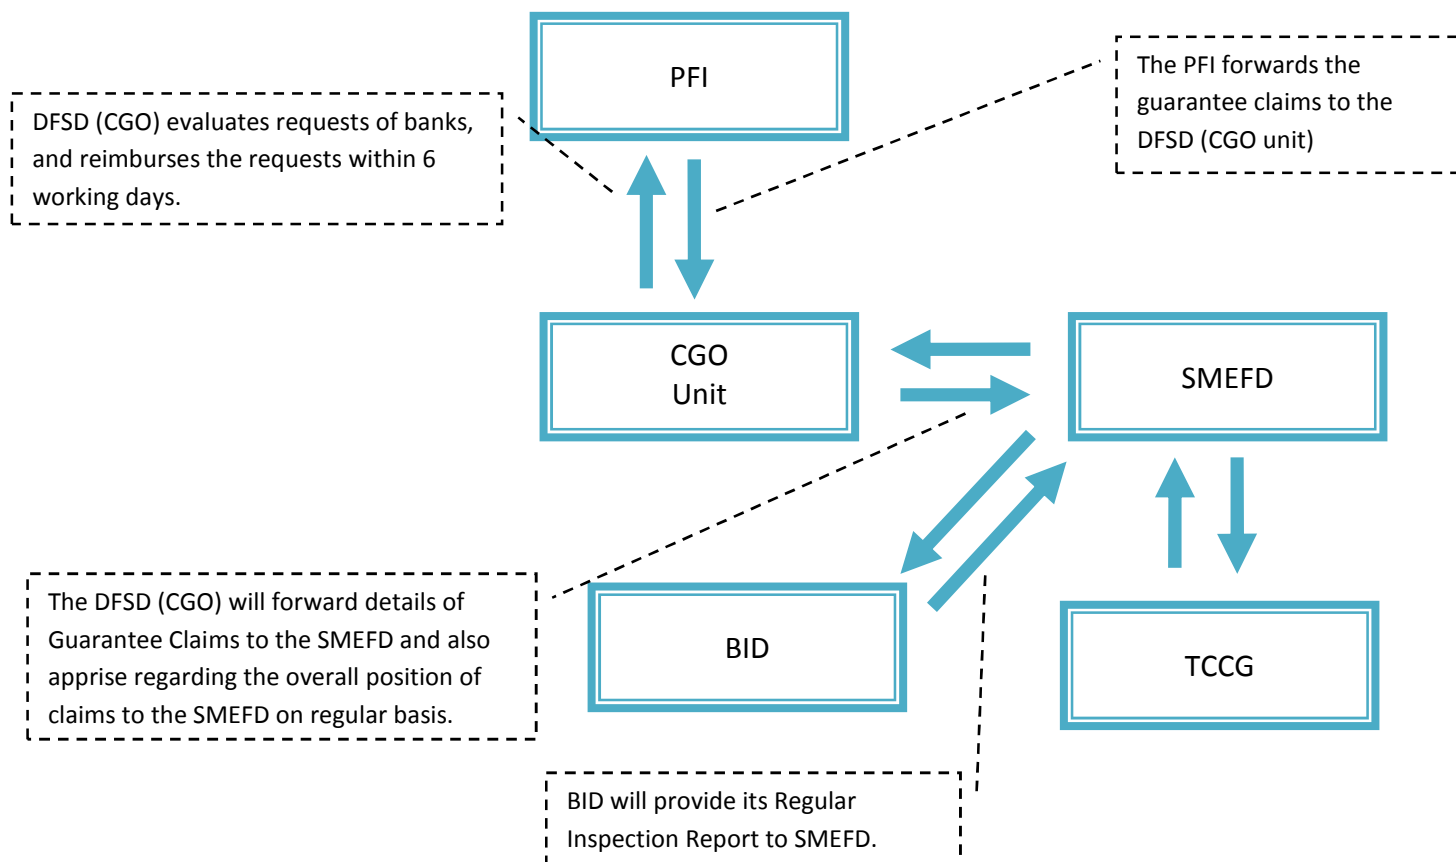 PFI
The PFI forwards the
guarantee claims to the
DFSD (CGO unit)
DFSD (CGO) evaluates requests of banks,
and reimburses the requests within 6
working days.
CGO
Unit
SMEFD
The DFSD (CGO) will forward details of
Guarantee Claims to the SMEFD and also
apprise regarding the overall position of
claims to the SMEFD on regular basis.
BID
TCCG
BID will provide its Regular
Inspection Report to SMEFD.